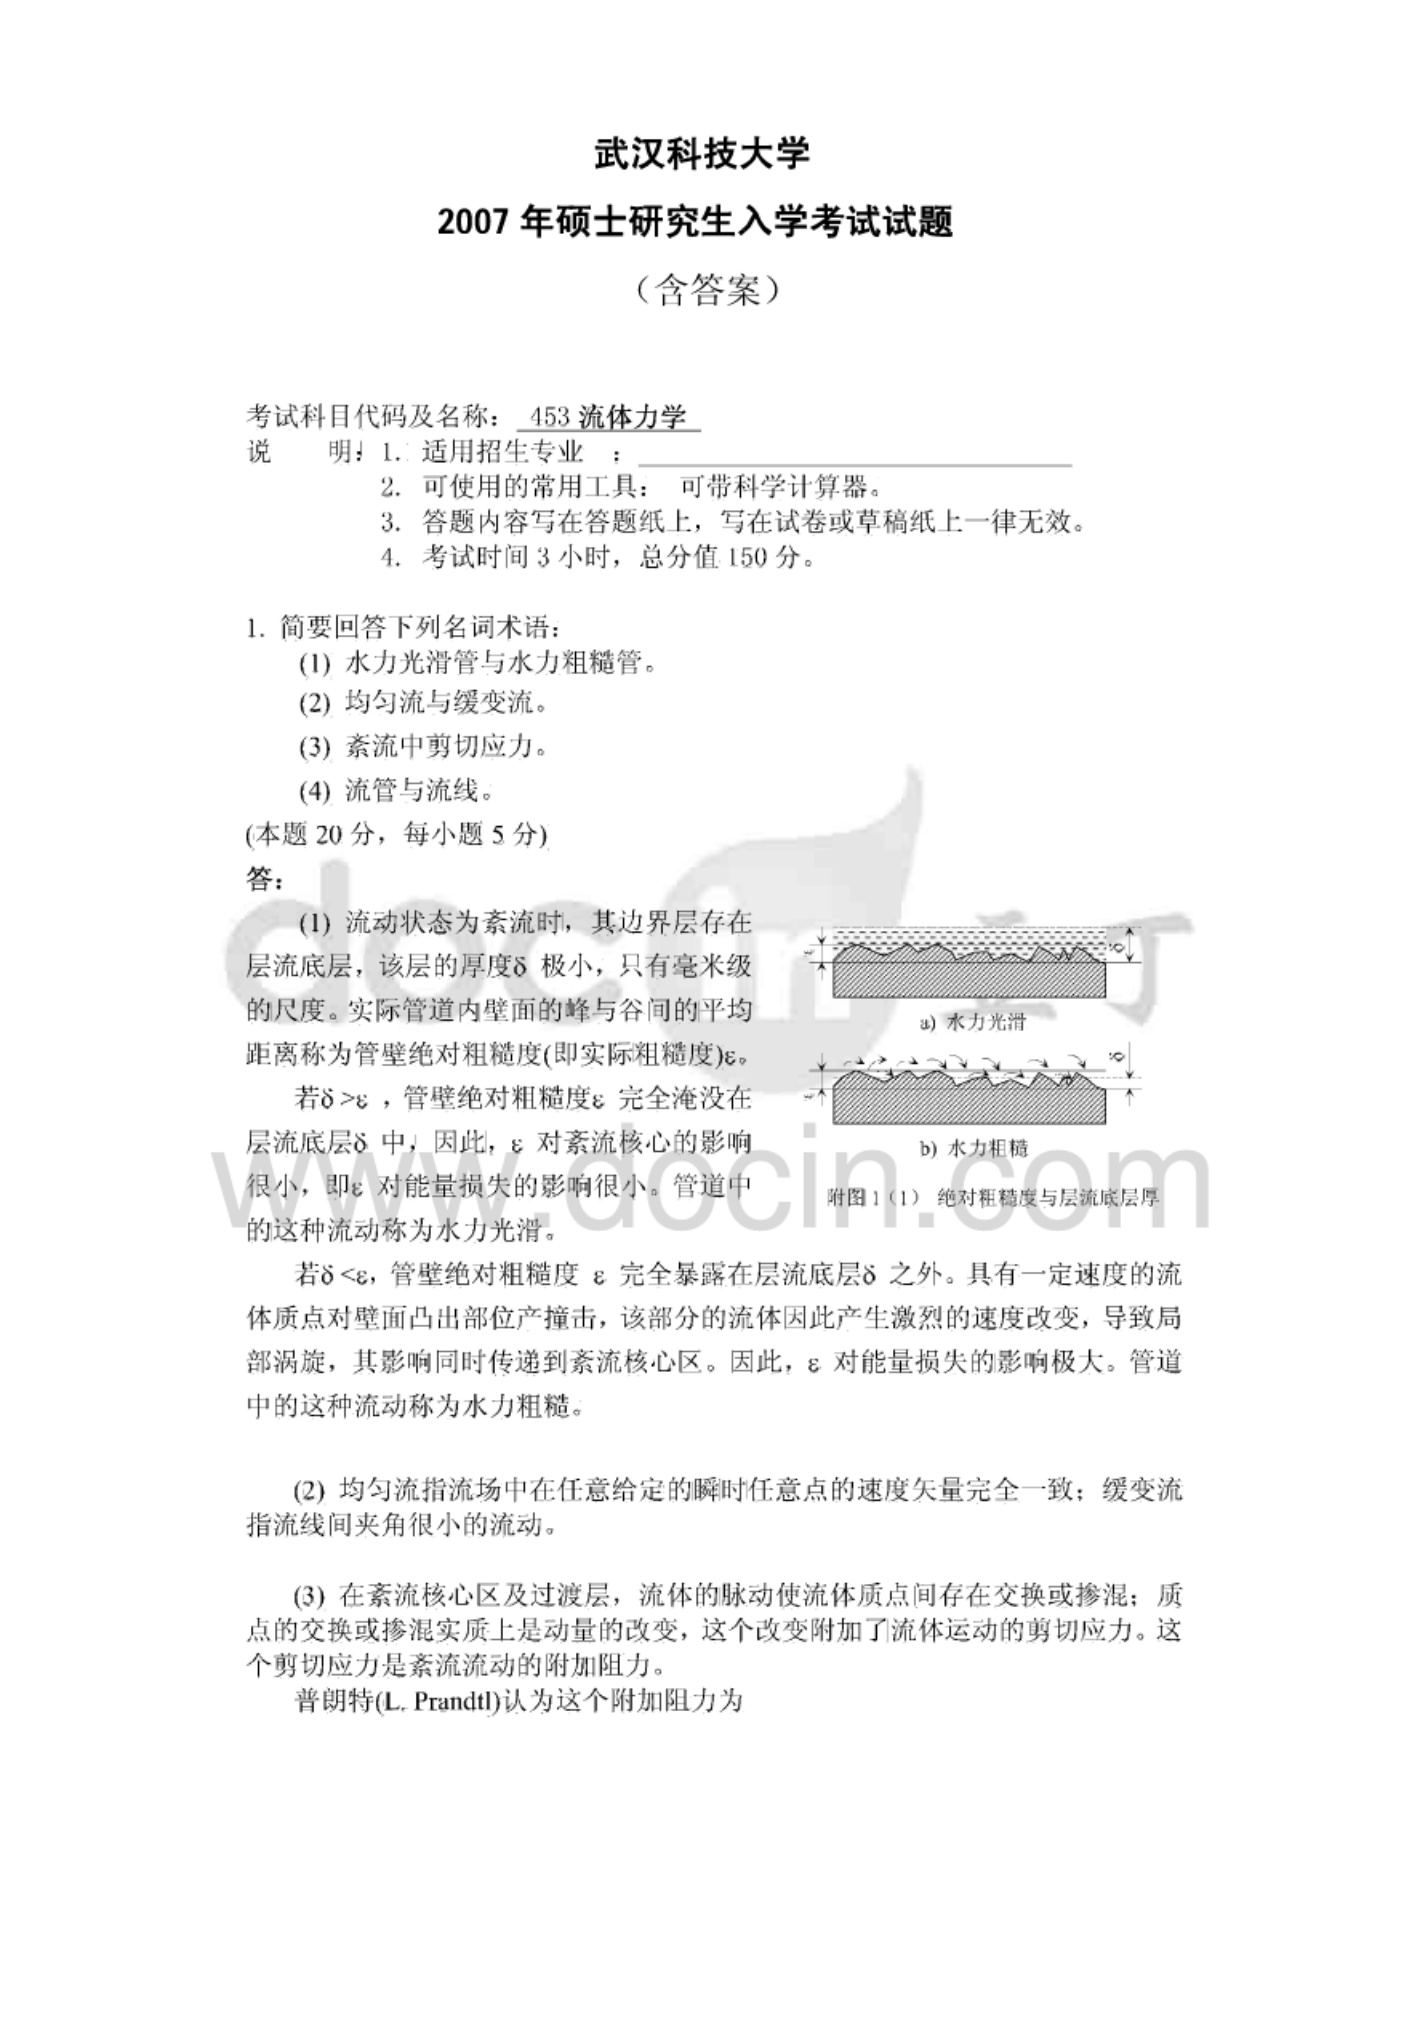 武汉科技大学
2007 年硕士研究生入学考试试题
（含答案）
考试科目代码及名称： 453 流体力学
说 明： 1. 适用招生专业 ：
2. 可使用的常用工具： 可带科学计算器。
3. 答题内容写在答题纸上，写在试卷或草稿纸上一律无效。
4. 考试时间 3 小时，总分值 150 分。
1. 简要回答下列名词术语：
(1) 水力光滑管与水力粗糙管。
(2) 均匀流与缓变流。
(3) 紊流中剪切应力。
(4) 流管与流线。
(本题 20 分，每小题 5 分)
答：
(1) 流动状态为紊流时，其边界层存在
层流底层，该层的厚度δ 极小，只有毫米级
的尺度。实际管道内壁面的峰与谷间的平均
距离称为管壁绝对粗糙度(即实际粗糙度)ε。
若δ >ε ，管壁绝对粗糙度ε 完全淹没在
层流底层δ 中，因此，ε 对紊流核心的影响
很小，即ε 对能量损失的影响很小。管道中
的这种流动称为水力光滑。
δ
ε
a) 水力光滑
δ
ε
b) 水力粗糙
附图 1（1） 绝对粗糙度与层流底层厚
若δ <ε，管壁绝对粗糙度 ε 完全暴露在层流底层δ 之外。具有一定速度的流
体质点对壁面凸出部位产撞击，该部分的流体因此产生激烈的速度改变，导致局
部涡旋，其影响同时传递到紊流核心区。因此，ε 对能量损失的影响极大。管道
中的这种流动称为水力粗糙。
(2) 均匀流指流场中在任意给定的瞬时任意点的速度矢量完全一致；缓变流
指流线间夹角很小的流动。
(3) 在紊流核心区及过渡层，流体的脉动使流体质点间存在交换或掺混；质
点的交换或掺混实质上是动量的改变，这个改变附加了流体运动的剪切应力。这
个剪切应力是紊流流动的附加阻力。
普朗特(L. Prandtl)认为这个附加阻力为
docin 豆丁
www.docin.com